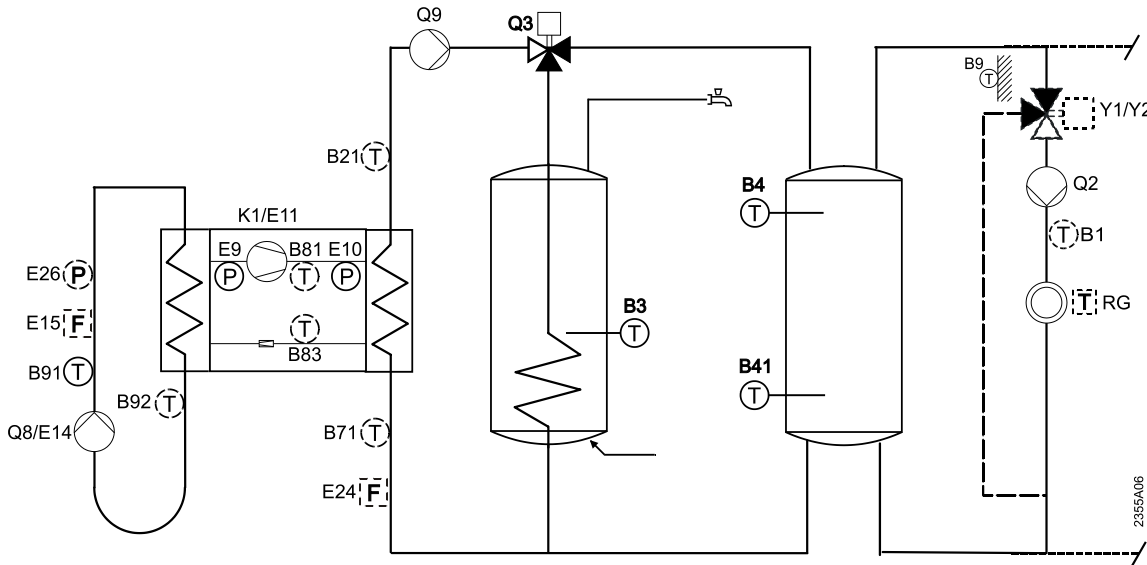 Q9
Q3
B9
T
Y1/Y2
B21 T
B4
T
Q2
K1/E11
T B1
E9 B81 E10
E26 P
P T P
B3
T
T RG
E15 F
T
B83
B91 T
B41
T
B92 T
Q8/E14
B71 T
E24 F
2355A06